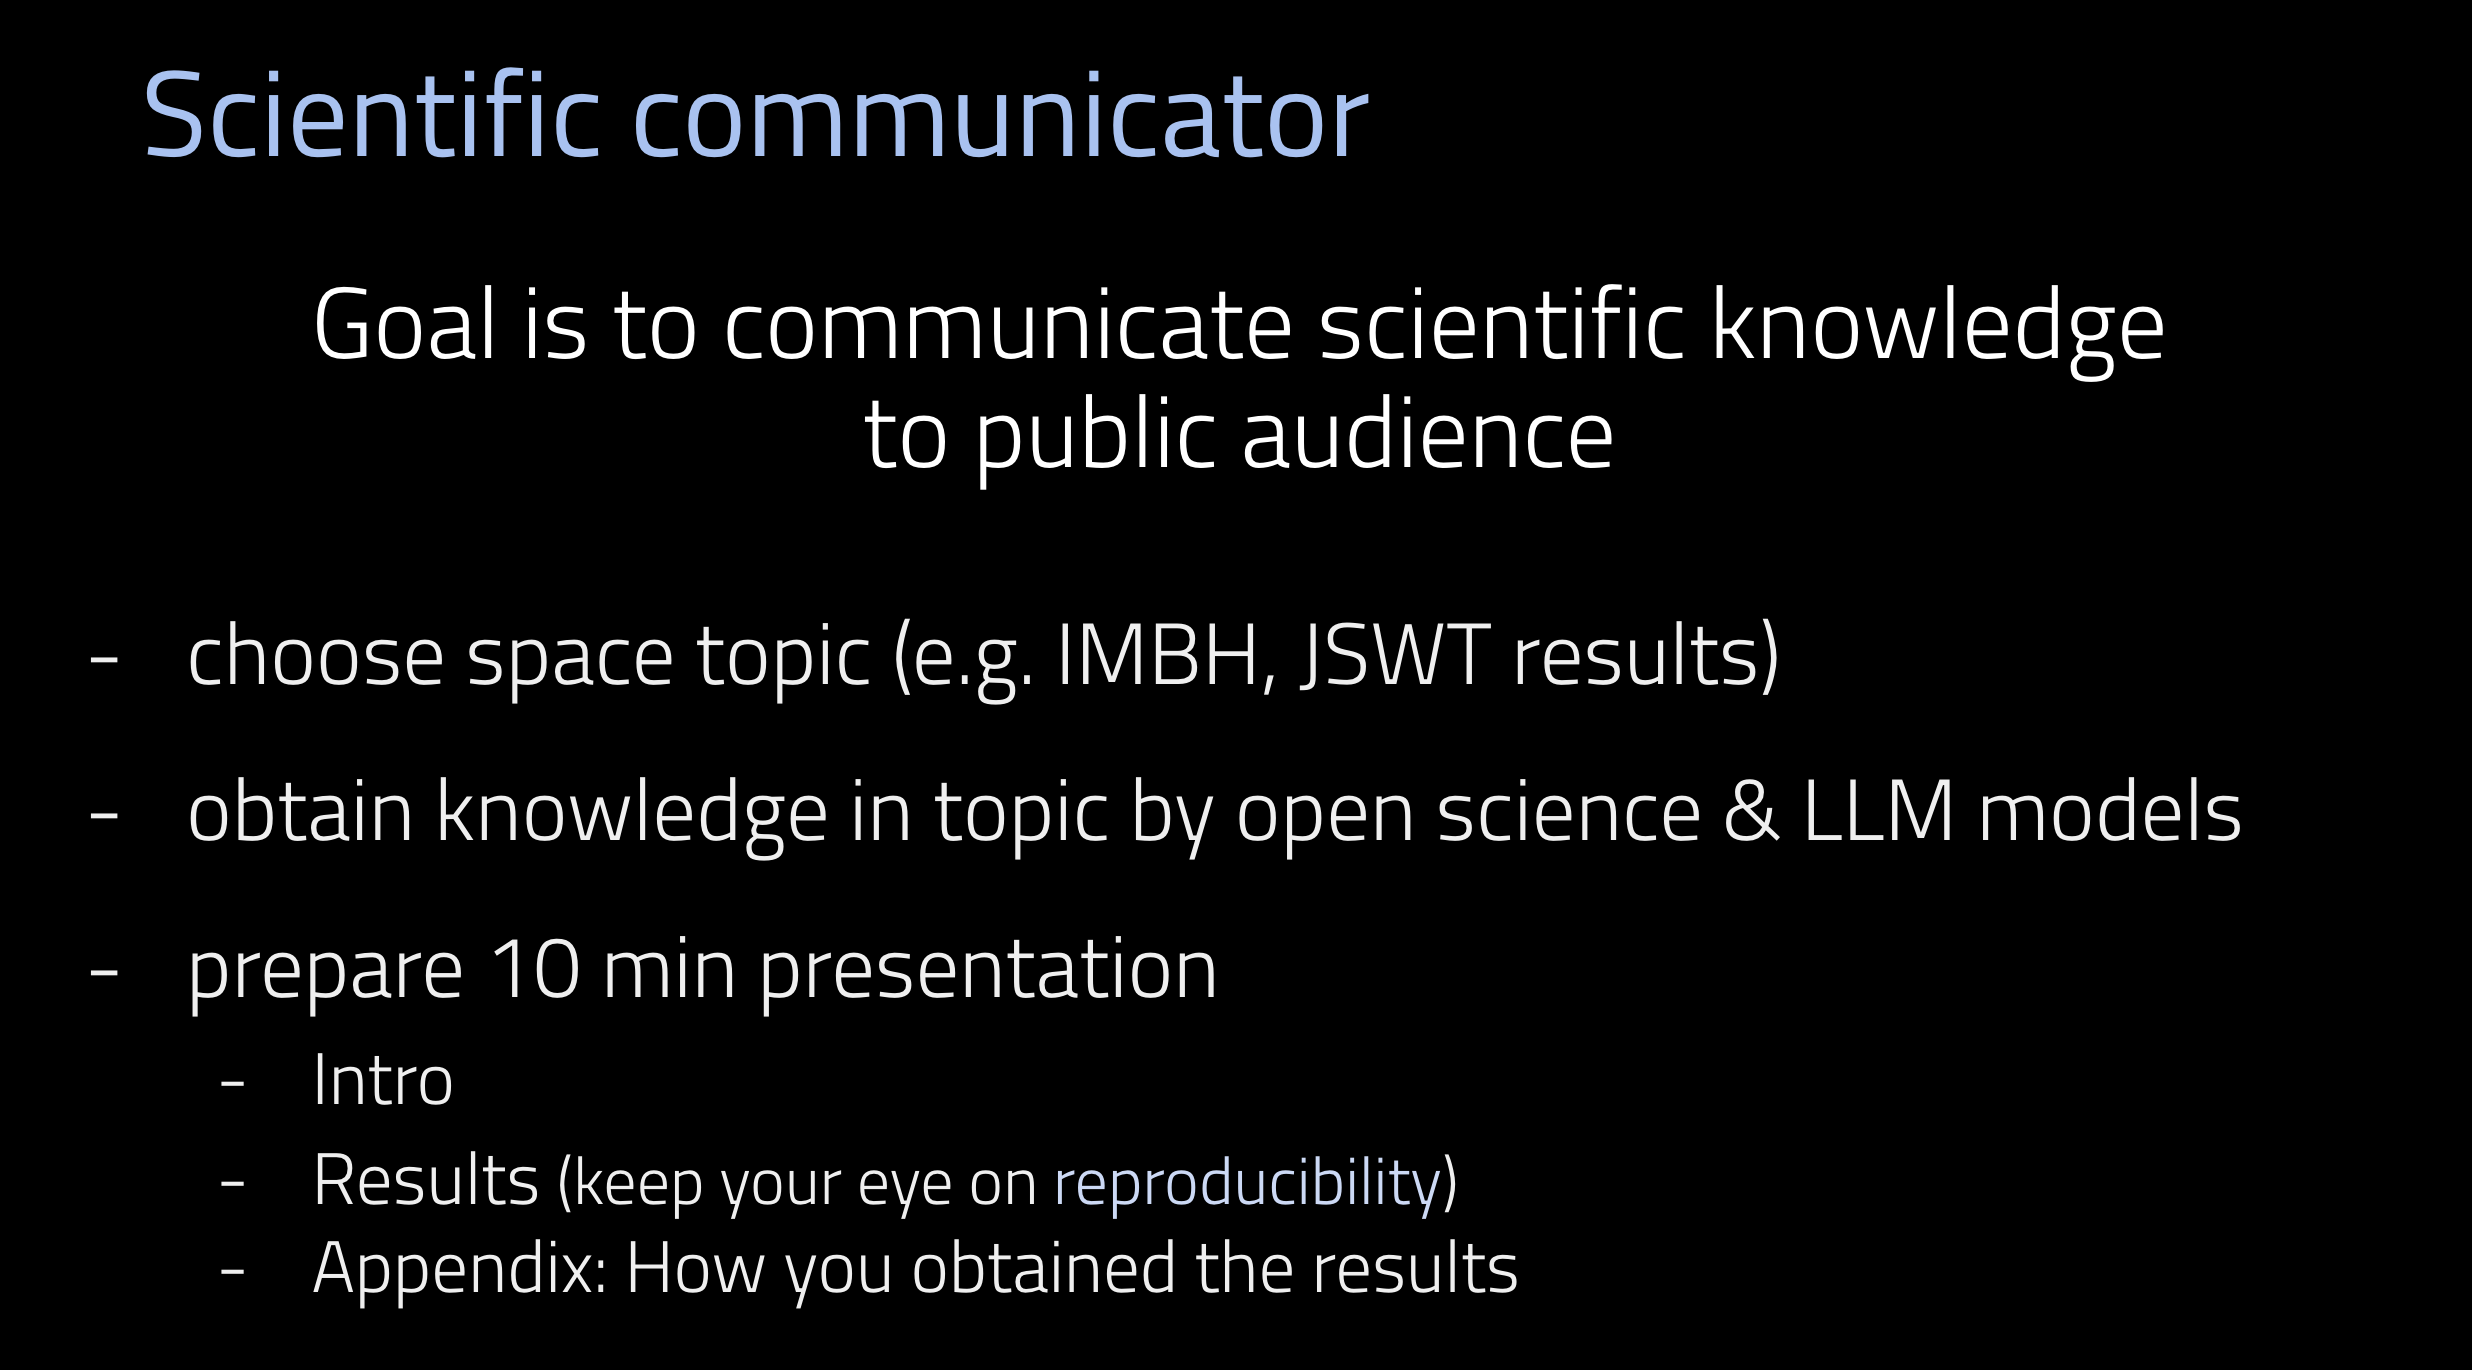 Scientific communicator
Goal is to communicate scientific knowledge
to public audience
- choose space topic (e.g. IMBH, JSWT results)
- obtain knowledge in topic by open science & LLM models
- prepare 10 min presentation
- Intro
- Results (keep your eye on reproducibility)
- Appendix: How you obtained the results